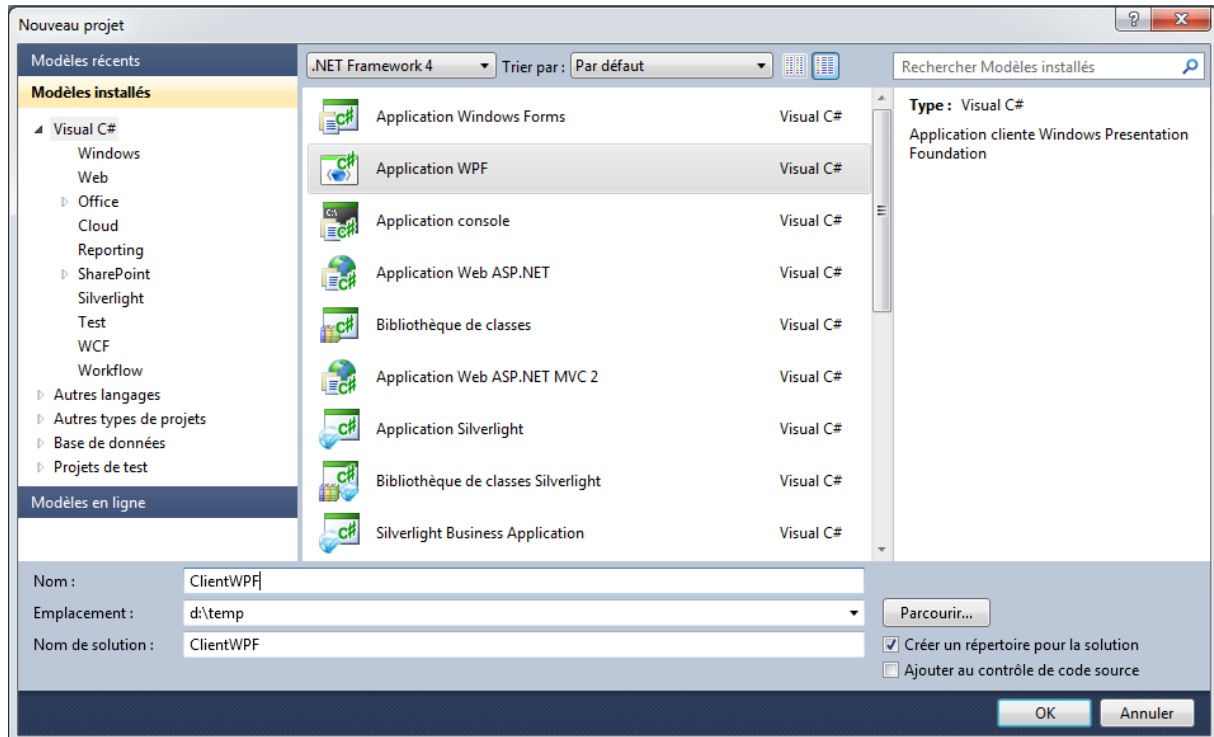 Nouveau projet
Modèles récents
.NET Framework 4 Trier par : Par défaut
Rechercher Modèles installés
Modèles installés
Visual C#
Windows
Web
Office
Cloud
Reporting
SharePoint
Silverlight
Test
WCF
Workflow
Autres langages
Autres types de projets
Base de données
Projets de test
Modèles en ligne
Application Windows Forms Visual C#
Application WPF Visual C#
Application console Visual C#
Application Web ASP.NET Visual C#
Bibliothèque de classes Visual C#
Application Web ASP.NET MVC 2 Visual C#
Application Silverlight Visual C#
Bibliothèque de classes Silverlight Visual C#
Silverlight Business Application Visual C#
Type : Visual C#
Application cliente Windows Presentation
Foundation
Nom : ClientWPF
Emplacement : d:\temp
Parcourir...
Nom de solution : ClientWPF
Créer un répertoire pour la solution
Ajouter au contrôle de code source
OK Annuler